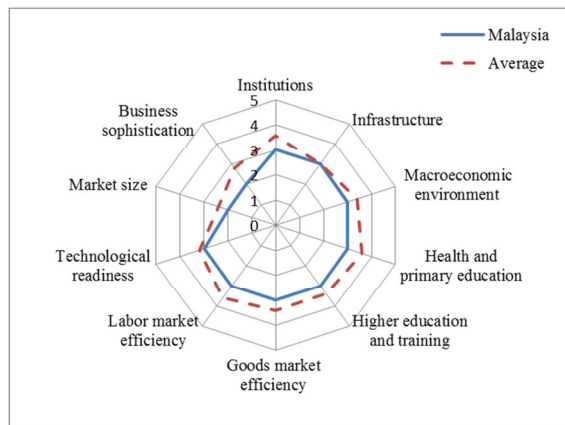 Malaysia
Average
Institutions
Infrastructure
Macroeconomic
environment
Health and
primary education
Higher education
and training
Goods market
efficiency
Labor market
efficiency
Technological
readiness
Market size
Business
sophistication
5
4
3
2
1
0